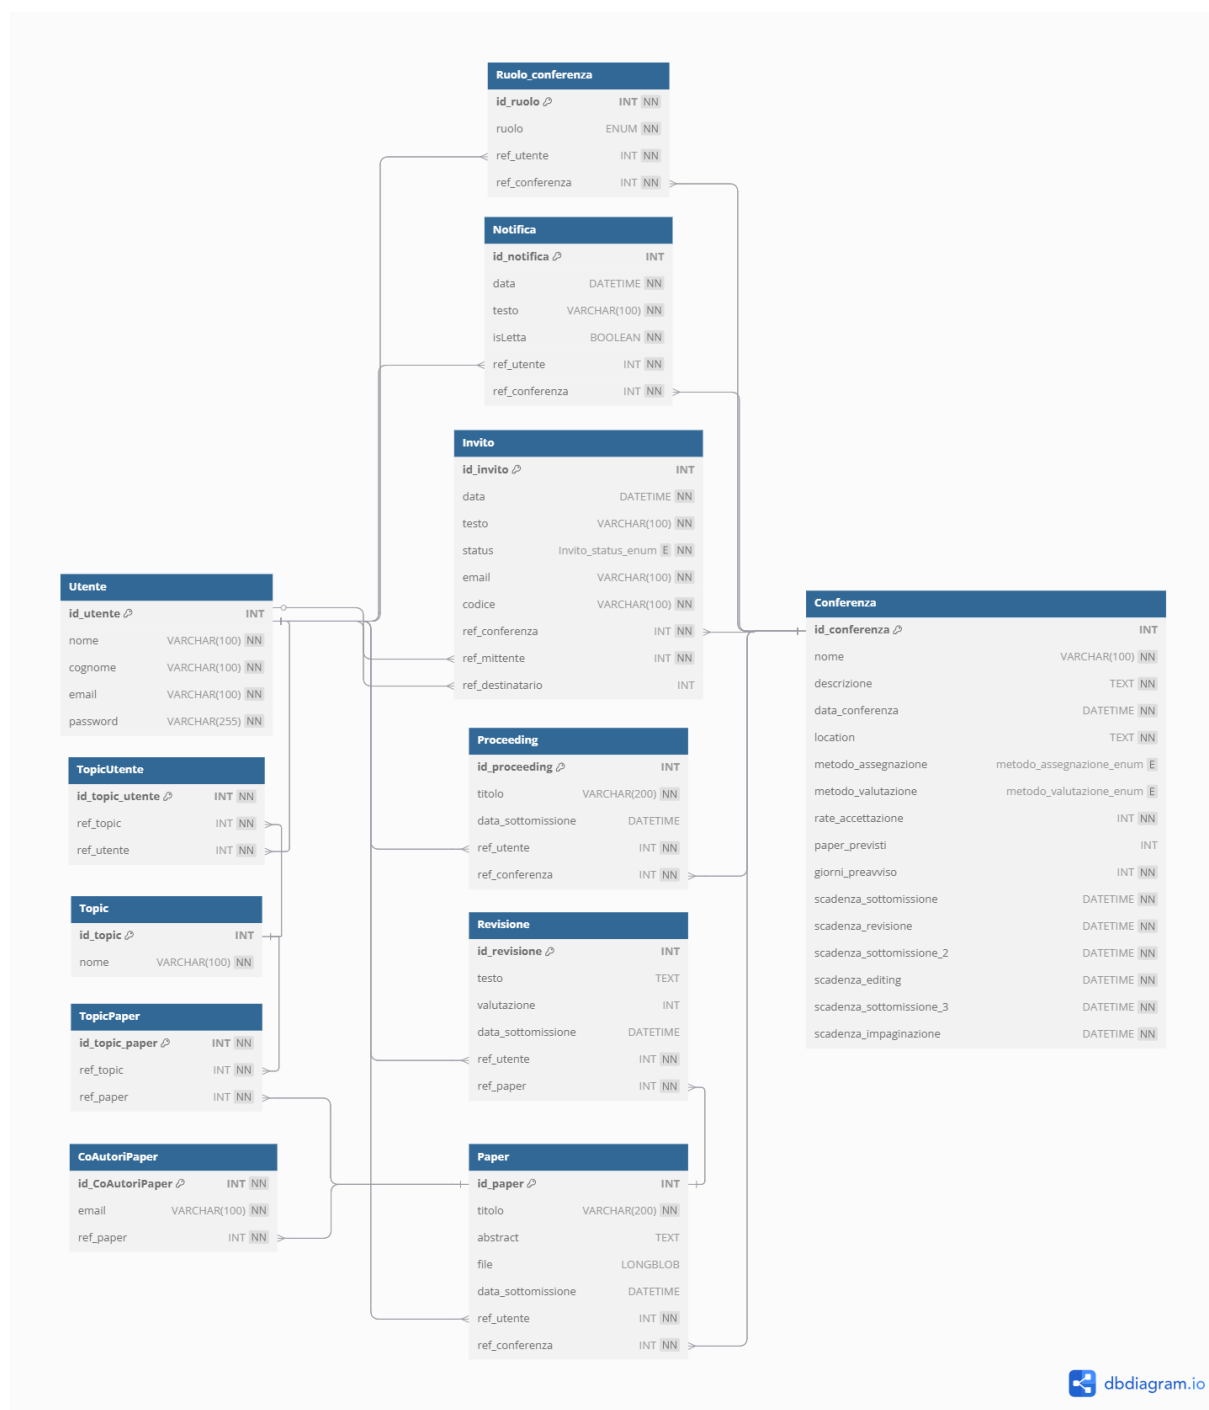 Ruolo_conferenza
id_ruolo INT NN
ruolo ENUM NN
ref_utente INT NN
ref_conferenza INT NN
Notifica
id_notifica INT
data DATETIME NN
testo VARCHAR(100) NN
isLetta BOOLEAN NN
ref_utente INT NN
ref_conferenza INT NN
Invito
id_invito INT
data DATETIME NN
testo VARCHAR(100) NN
status Invito_status_enum E NN
email VARCHAR(100) NN
codice VARCHAR(100) NN
ref_conferenza INT NN
ref_mittente INT NN
ref_destinatario INT
Utente
id_utente INT
nome VARCHAR(100) NN
cognome VARCHAR(100) NN
email VARCHAR(100) NN
password VARCHAR(255) NN
Conferenza
id_conferenza INT
nome VARCHAR(100) NN
descrizione TEXT NN
data_conferenza DATETIME NN
location TEXT NN
metodo_assegnazione metodo_assegnazione_enum E
metodo_valutazione metodo_valutazione_enum E
rate_accettazione INT NN
paper_previsti INT
giorni_preavviso INT NN
scadenza_sottomissione DATETIME NN
scadenza_revisione DATETIME NN
scadenza_sottomissione_2 DATETIME NN
scadenza_editing DATETIME NN
scadenza_sottomissione_3 DATETIME NN
scadenza_impaginazione DATETIME NN
Proceeding
id_proceeding INT
titolo VARCHAR(200) NN
data_sottomissione DATETIME
ref_utente INT NN
ref_conferenza INT NN
TopicUtente
id_topic_utente INT NN
ref_topic INT NN
ref_utente INT NN
Topic
id_topic INT
nome VARCHAR(100) NN
Revisione
id_revisione INT
testo TEXT
valutazione INT
data_sottomissione DATETIME
ref_utente INT NN
ref_paper INT NN
TopicPaper
id_topic_paper INT NN
ref_topic INT NN
ref_paper INT NN
CoAutoriPaper
id_CoAutoriPaper INT NN
email VARCHAR(100) NN
ref_paper INT NN
Paper
id_paper INT
titolo VARCHAR(200) NN
abstract TEXT
file LONGBLOB
data_sottomissione DATETIME
ref_utente INT NN
ref_conferenza INT NN
dbdiagram.io